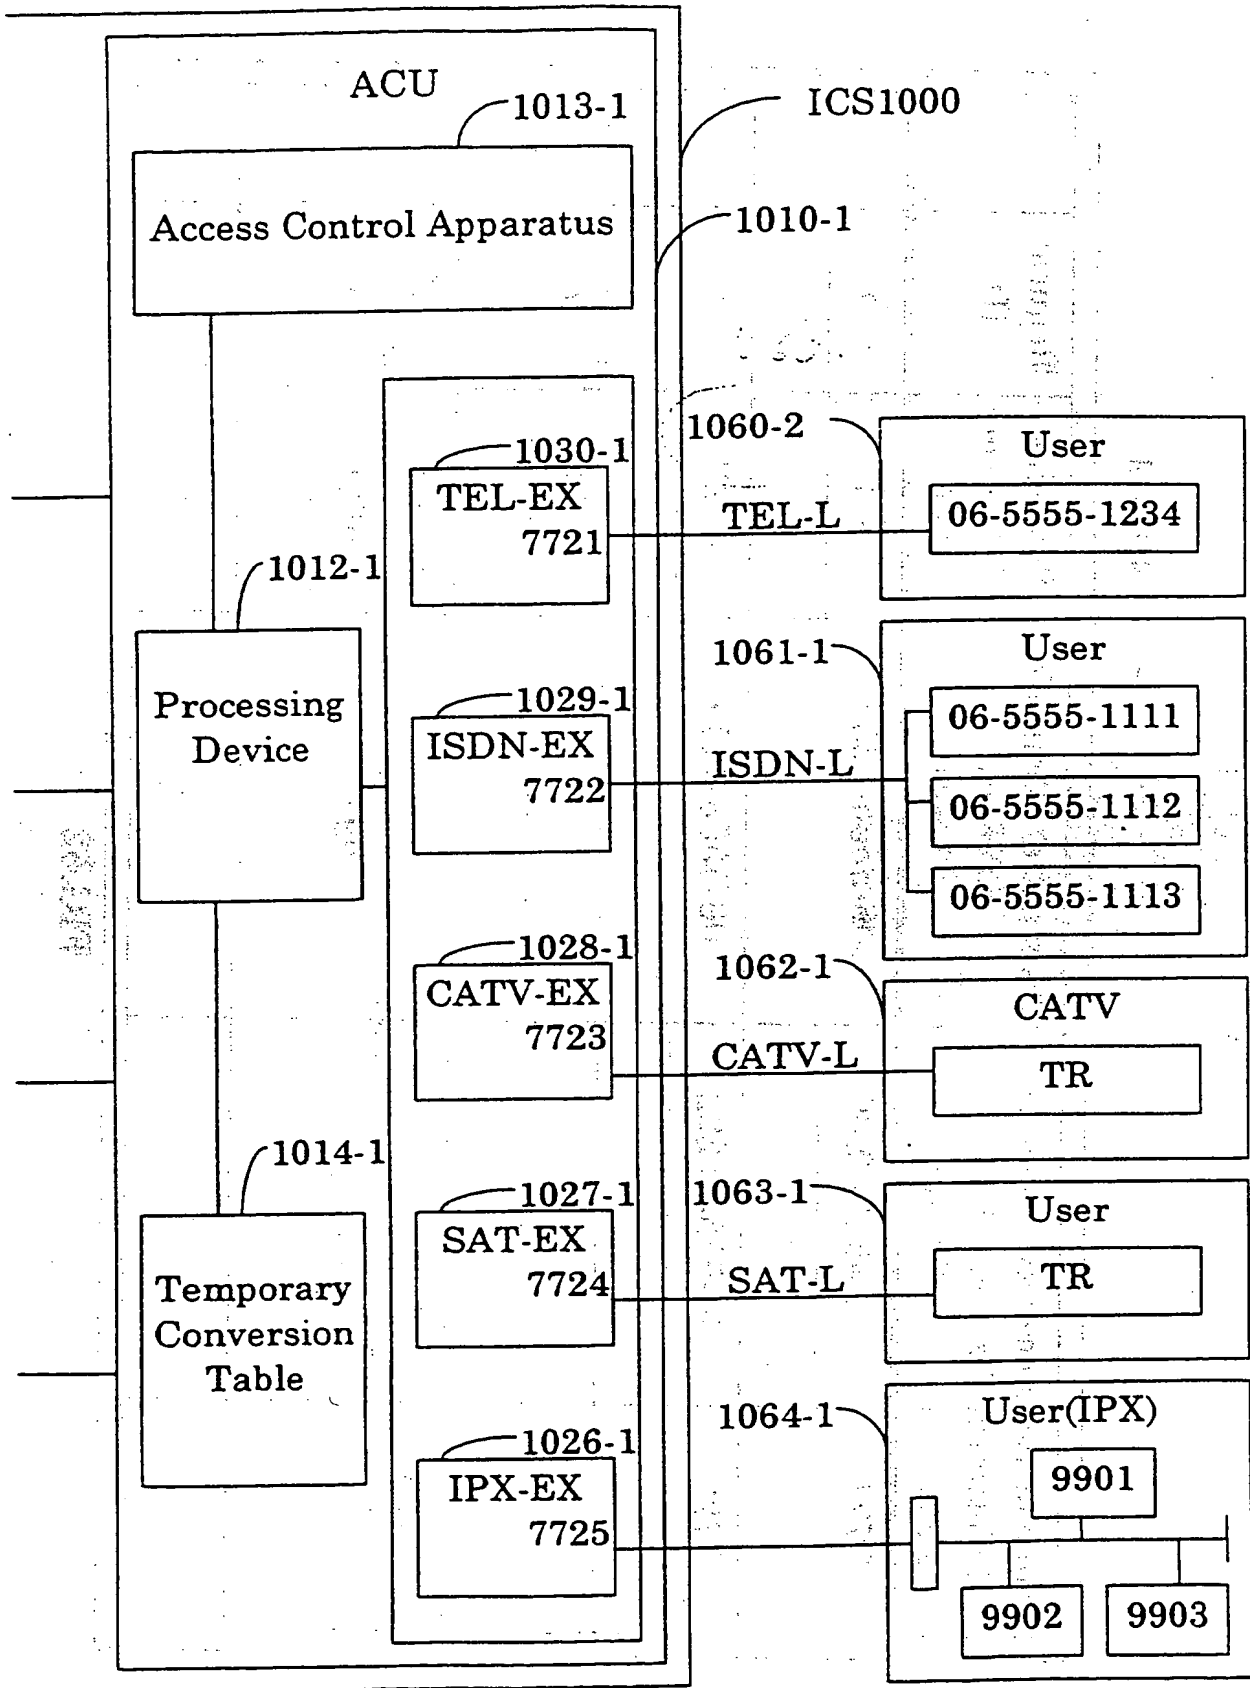 ACU
1013-1
ICS1000
Access Control Apparatus
1010-1
1060-2
User
1030-1
TEL-EX
7721
TEL-L
06-5555-1234
1012-1
1061-1
User
Processing
Device
1029-1
ISDN-EX
7722
ISDN-L
06-5555-1111
06-5555-1112
06-5555-1113
1028-1
CATV-EX
7723
1062-1
CATV
CATV-L
TR
1014-1
1027-1
SAT-EX
7724
1063-1
User
SAT-L
TR
Temporary
Conversion
Table
1026-1
IPX-EX
7725
1064-1
User(IPX)
9901
9902
9903